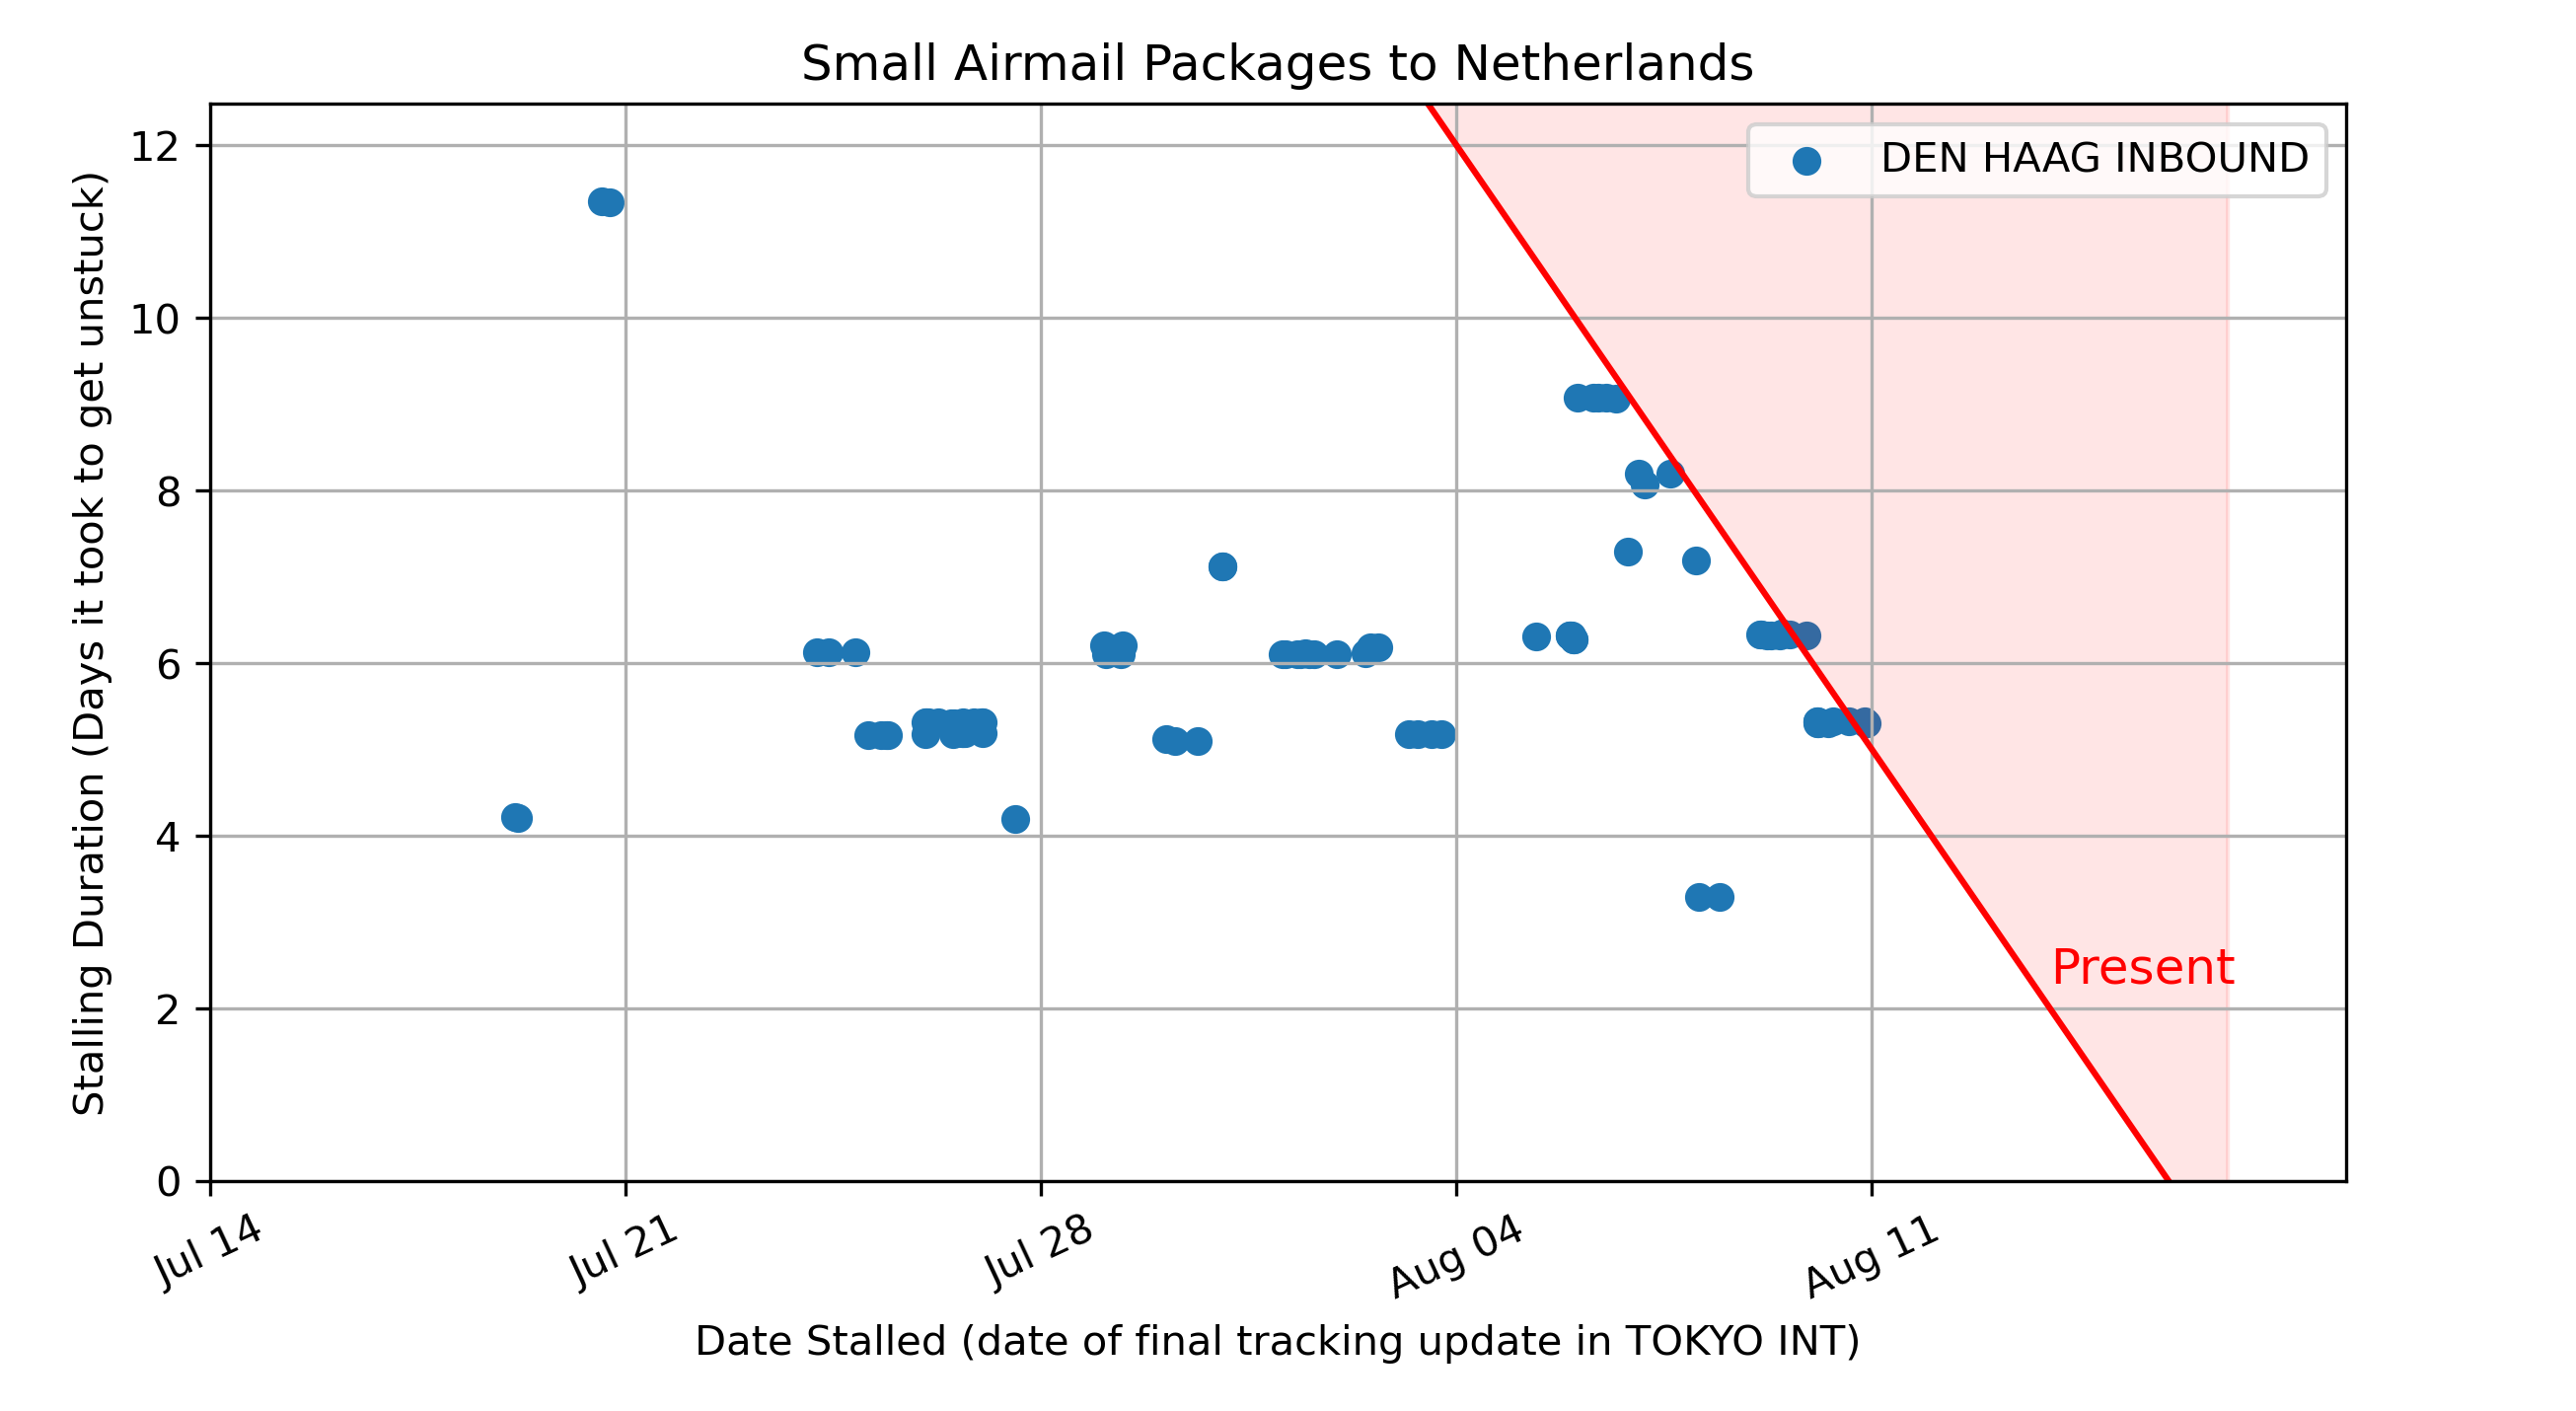 Small Airmail Packages to Netherlands
DEN HAAG INBOUND
Stalling Duration (Days it took to get unstuck)
12
10
8
6
4
2
0
Present
Jul 14
Jul 21
Jul 28
Aug 04
Aug 11
Date Stalled (date of final tracking update in TOKYO INT)